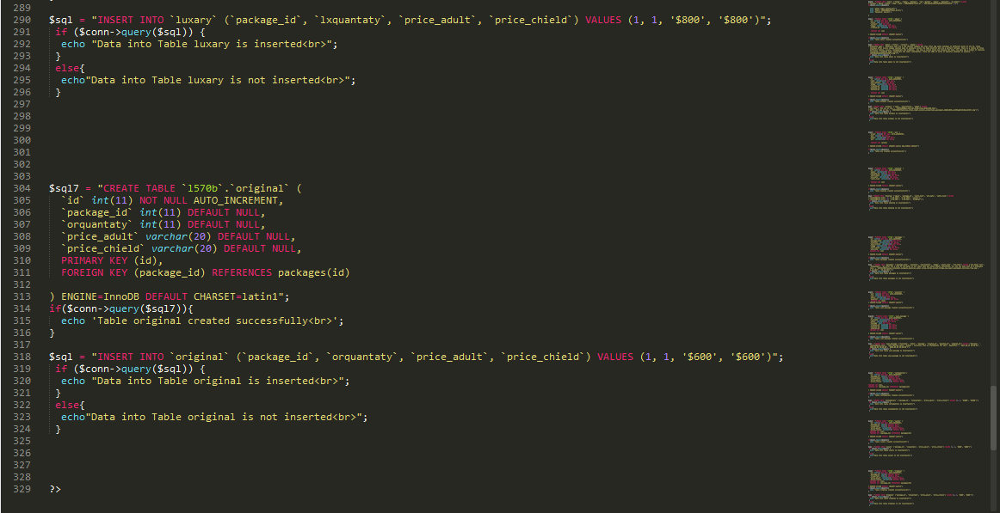 289
290 $sql = "INSERT INTO `luxary` (`package_id`, `lxquantaty`, `price_adult`, `price_chield`) VALUES (1, 1, '$800', '$800')";
291 if ($conn->query($sql)) {
292 echo "Data into Table luxary is inserted<br>";
293 }
294 else{
295 echo"Data into Table luxary is not inserted<br>";
296 }
297
298
299
300
301
302
303
304 $sql7 = "CREATE TABLE `l570b`.`original` (
305 `id` int(11) NOT NULL AUTO_INCREMENT,
306 `package_id` int(11) DEFAULT NULL,
307 `orquantaty` int(11) DEFAULT NULL,
308 `price_adult` varchar(20) DEFAULT NULL,
309 `price_chield` varchar(20) DEFAULT NULL,
310 PRIMARY KEY (id),
311 FOREIGN KEY (package_id) REFERENCES packages(id)
312
313 ) ENGINE=InnoDB DEFAULT CHARSET=latin1";
314 if($conn->query($sql7)){
315 echo 'Table original created successfully<br>';
316 }
317
318 $sql = "INSERT INTO `original` (`package_id`, `orquantaty`, `price_adult`, `price_chield`) VALUES (1, 1, '$600', '$600')";
319 if ($conn->query($sql)) {
320 echo "Data into Table original is inserted<br>";
321 }
322 else{
323 echo"Data into Table original is not inserted<br>";
324 }
325
326
327
328
329 ?>